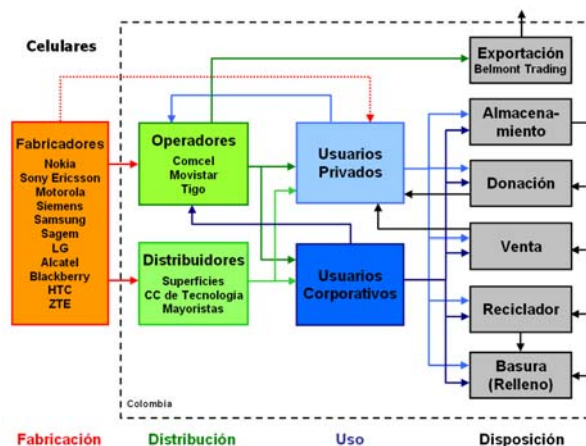 Celulares
Fabricadores
Nokia
Sony Ericsson
Motorola
Siemens
Samsung
Sagem
LG
Alcatel
Blackberry
HTC
ZTE
Operadores
Comcel
Movistar
Tigo
Distribuidores
Superficies
CC de Tecnología
Mayoristas
Usuarios
Privados
Usuarios
Corporativos
Exportación
Belmont Trading
Almacena-
miento
Donación
Venta
Reciclador
Basura
(Relleno)
Colombia
Fabricación
Distribución
Uso
Disposición